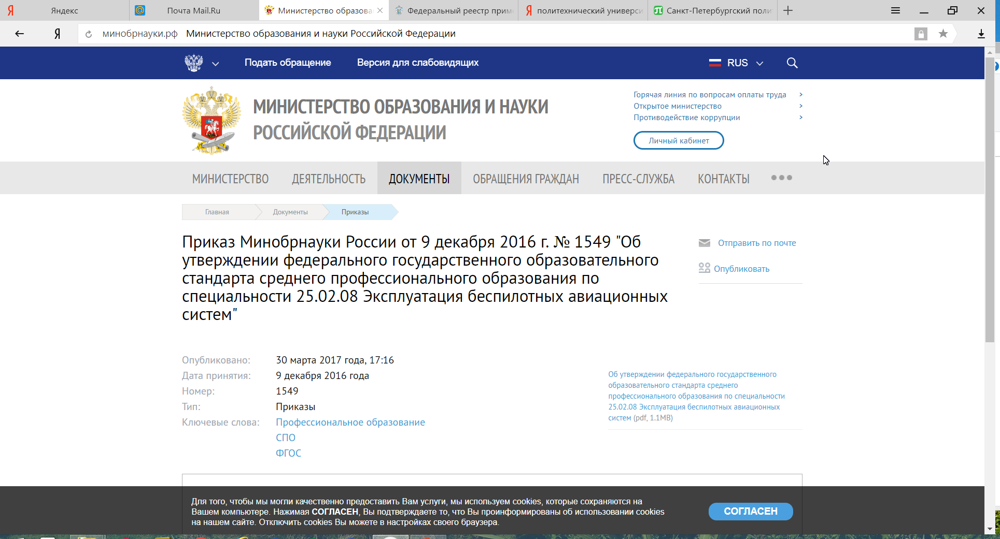 Яндекс
Почта Mail.Ru
Министерство образова
Федеральный реестр прим
политехнический универси
Санкт-Петербургский поли
минобрнауки.рф Министерство образования и науки Российской Федерации
Подать обращение
Версия для слабовидящих
RUS
МИНИСТЕРСТВО ОБРАЗОВАНИЯ И НАУКИ
РОССИЙСКОЙ ФЕДЕРАЦИИ
Горячая линия по вопросам оплаты труда
Открытое министерство
Противодействие коррупции
Личный кабинет
МИНИСТЕРСТВО ДЕЯТЕЛЬНОСТЬ ДОКУМЕНТЫ ОБРАЩЕНИЯ ГРАЖДАН ПРЕСС-СЛУЖБА КОНТАКТЫ
Главная Документы Приказы
Приказ Минобрнауки России от 9 декабря 2016 г. № 1549 "Об
утверждении федерального государственного образовательного
стандарта среднего профессионального образования по
специальности 25.02.08 Эксплуатация беспилотных авиационных
систем"
Отправить по почте
Опубликовать
Опубликовано: 30 марта 2017 года, 17:16
Дата принятия: 9 декабря 2016 года
Номер: 1549
Тип: Приказы
Ключевые слова: Профессиональное образование
СПО
ФГОС
Об утверждении федерального государственного
образовательного стандарта среднего
профессионального образования по специальности
25.02.08 Эксплуатация беспилотных авиационных
систем (pdf, 1.1MB)
Для того, чтобы мы могли качественно предоставить Вам услуги, мы используем cookies, которые сохраняются на
Вашем компьютере. Нажимая СОГЛАСЕН, Вы подтверждаете то, что Вы проинформированы об использовании cookies
на нашем сайте. Отключить cookies Вы можете в настройках своего браузера.
СОГЛАСЕН